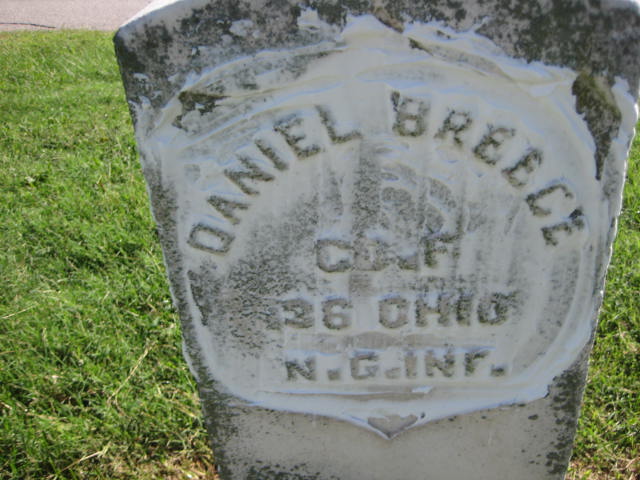 DANIEL BREECE
CO. F
136 OHIO
N.G.INF.